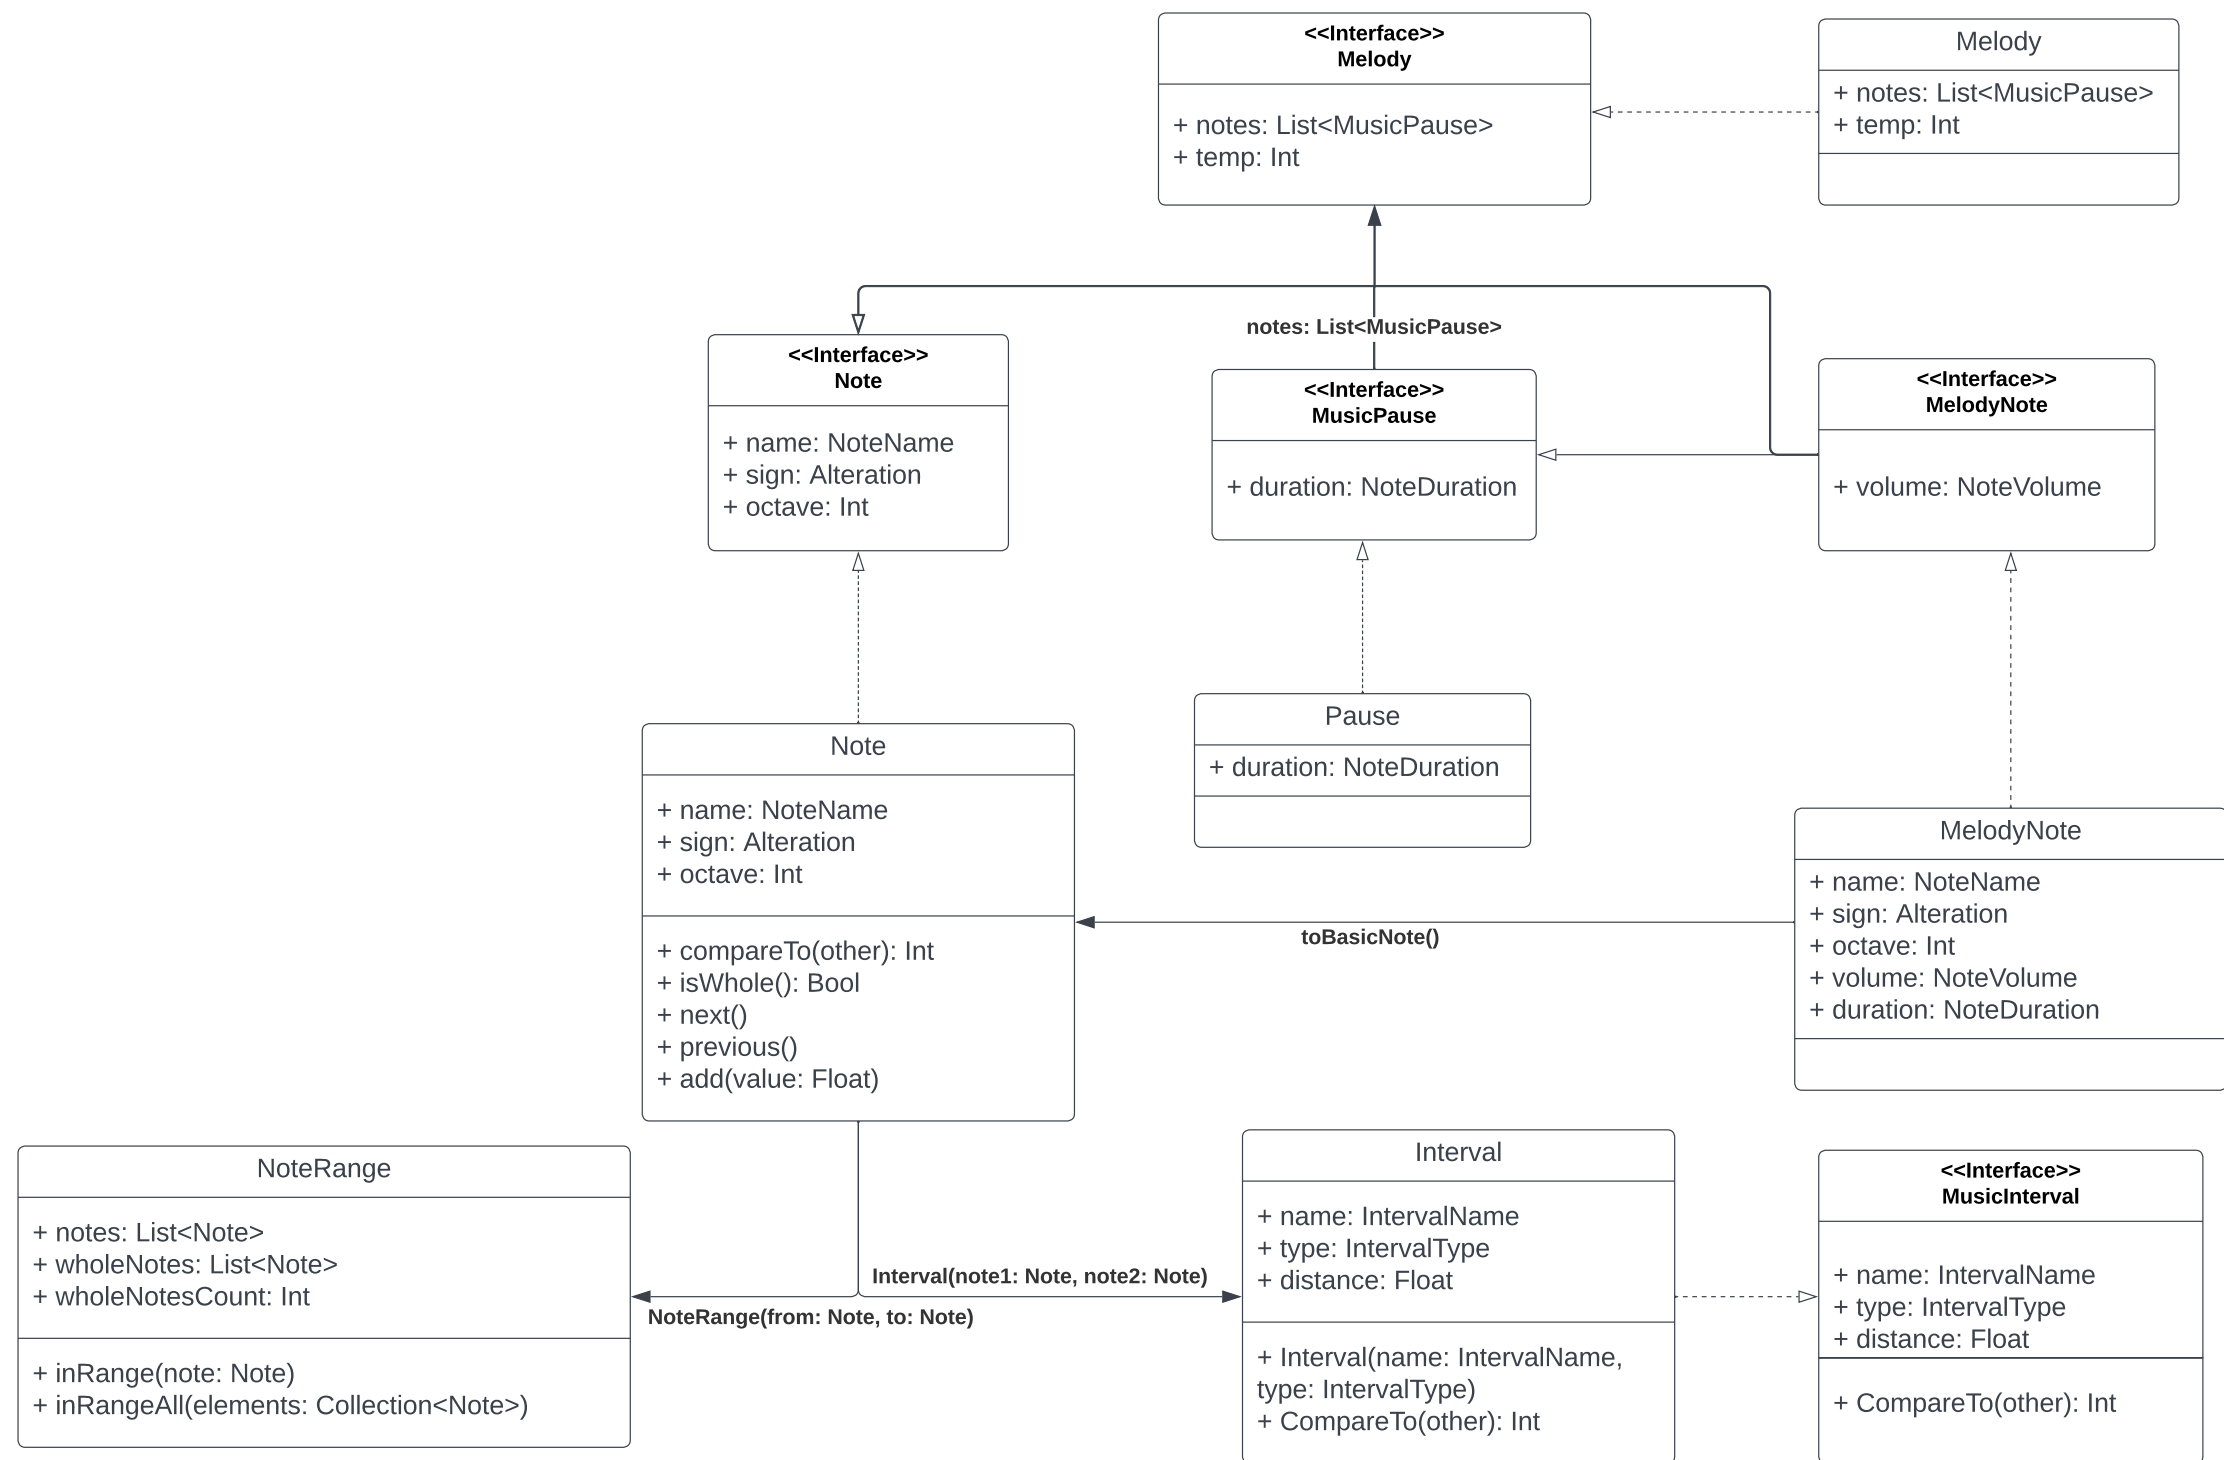 <<Interface>>
Melody
+ notes: List<MusicPause>
+ temp: Int
Melody
+ notes: List<MusicPause>
+ temp: Int
notes: List<MusicPause>
<<Interface>>
Note
+ name: NoteName
+ sign: Alteration
+ octave: Int
<<Interface>>
MusicPause
+ duration: NoteDuration
<<Interface>>
MelodyNote
+ volume: NoteVolume
Note
+ name: NoteName
+ sign: Alteration
+ octave: Int
+ compareTo(other): Int
+ isWhole(): Bool
+ next()
+ previous()
+ add(value: Float)
Pause
+ duration: NoteDuration
toBasicNote()
MelodyNote
+ name: NoteName
+ sign: Alteration
+ octave: Int
+ volume: NoteVolume
+ duration: NoteDuration
NoteRange
+ notes: List<Note>
+ wholeNotes: List<Note>
+ wholeNotesCount: Int
+ inRange(note: Note)
+ inRangeAll(elements: Collection<Note>)
Interval(note1: Note, note2: Note)
NoteRange(from: Note, to: Note)
Interval
+ name: IntervalName
+ type: IntervalType
+ distance: Float
+ Interval(name: IntervalName,
type: IntervalType)
+ CompareTo(other): Int
<<Interface>>
MusicInterval
+ name: IntervalName
+ type: IntervalType
+ distance: Float
+ CompareTo(other): Int